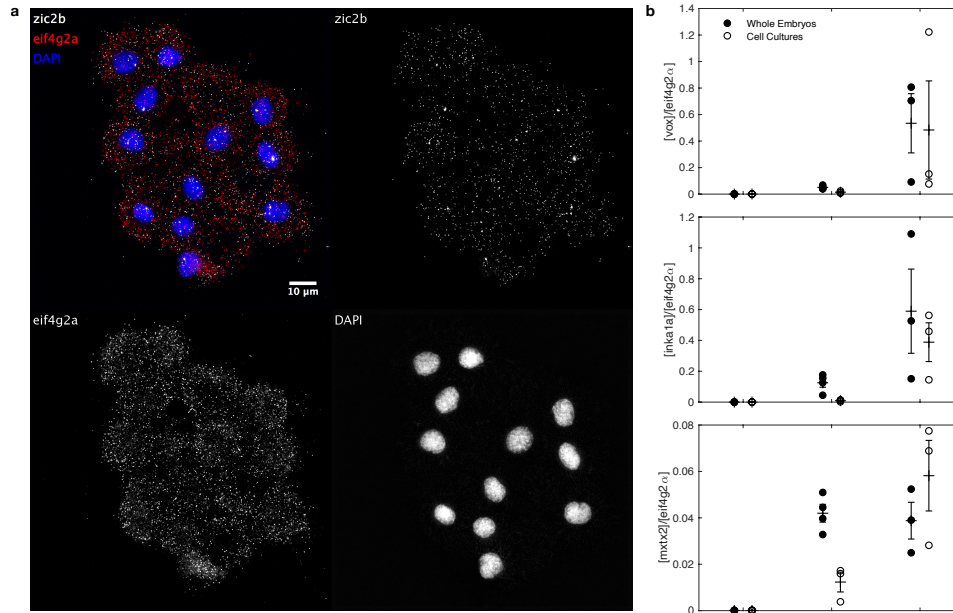 a
zic2b
eif4g2a
DAPI
10 µm
zic2b
eif4g2a
DAPI
b
Whole Embryos
Cell Cultures
[vox]/[eif4g2α]
1.4
1.2
1
0.8
0.6
0.4
0.2
0
[inka1a]/[eif4g2α]
1.2
1
0.8
0.6
0.4
0.2
0
[mxtx2]/[eif4g2α]
0.08
0.06
0.04
0.02
0